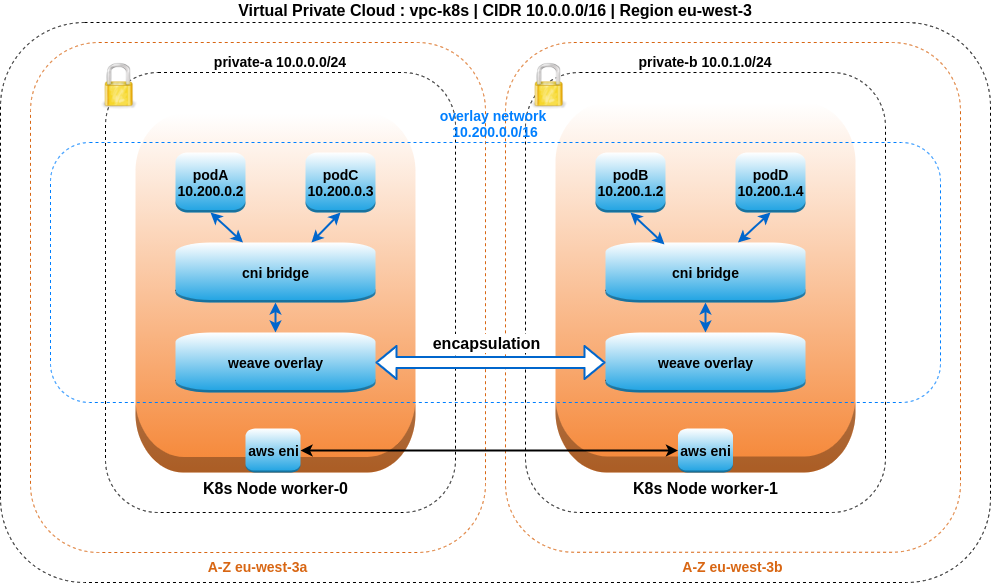 Virtual Private Cloud : vpc-k8s | CIDR 10.0.0.0/16 | Region eu-west-3
private-a 10.0.0.0/24
private-b 10.0.1.0/24
overlay network
10.200.0.0/16
podA
10.200.0.2
podC
10.200.0.3
podB
10.200.1.2
podD
10.200.1.4
cni bridge
cni bridge
encapsulation
weave overlay
weave overlay
aws eni
aws eni
K8s Node worker-0
K8s Node worker-1
A-Z eu-west-3a
A-Z eu-west-3b